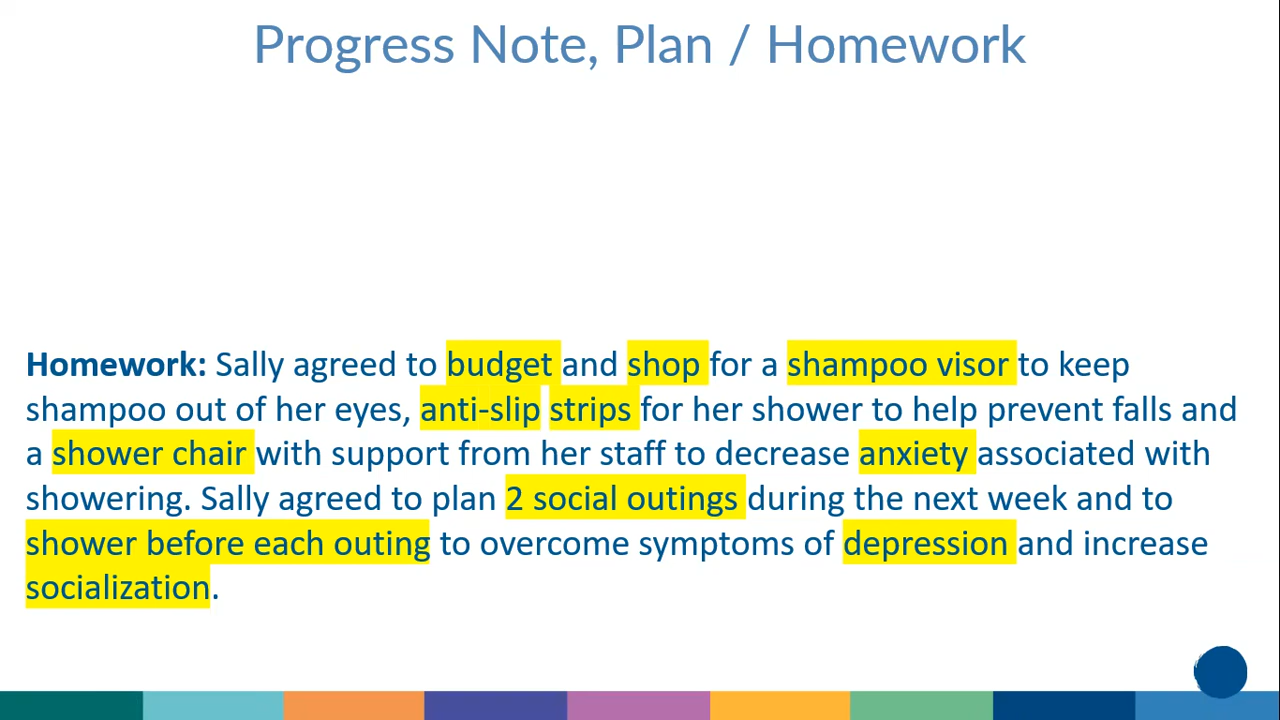 Progress Note, Plan / Homework
Homework: Sally agreed to budget and shop for a shampoo visor to keep
shampoo out of her eyes, anti-slip strips for her shower to help prevent falls and
a shower chair with support from her staff to decrease anxiety associated with
showering. Sally agreed to plan 2 social outings during the next week and to
shower before each outing to overcome symptoms of depression and increase
socialization.